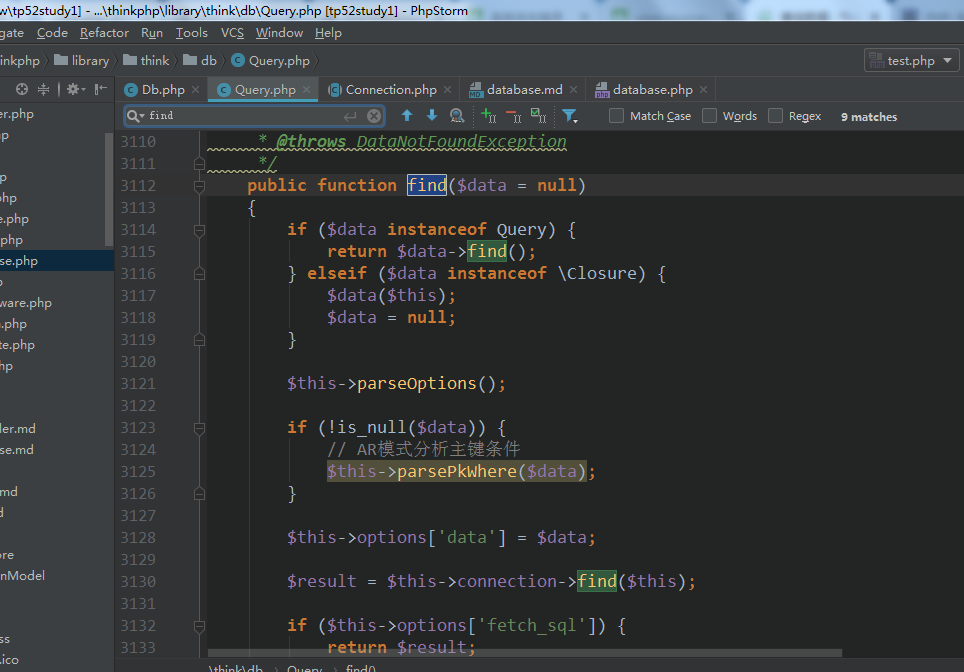 w\tp52study1] - ...\thinkphp\library\think\db\Query.php [tp52study1] - PhpStorm
gate Code Refactor Run Tools VCS Window Help
inkphp library think db Query.php test.php
Db.php Query.php Connection.php database.md database.php
find Match Case Words Regex 9 matches
er.php
p
p
php
e.php
.php
se.php
ware.php
n.php
te.php
hp
ler.md
se.md
md
d
ore
nModel
ss
.ico
3110 * @throws DataNotFoundException
3111 */
3112 public function find($data = null)
3113 {
3114 if ($data instanceof Query) {
3115 return $data->find();
3116 } elseif ($data instanceof \Closure) {
3117 $data($this);
3118 $data = null;
3119 }
3120
3121 $this->parseOptions();
3122
3123 if (!is_null($data)) {
3124 // AR模式分析主键条件
3125 $this->parsePkWhere($data);
3126 }
3127
3128 $this->options['data'] = $data;
3129
3130 $result = $this->connection->find($this);
3131
3132 if ($this->options['fetch_sql']) {
3133 return $result;
\think\db Query find()